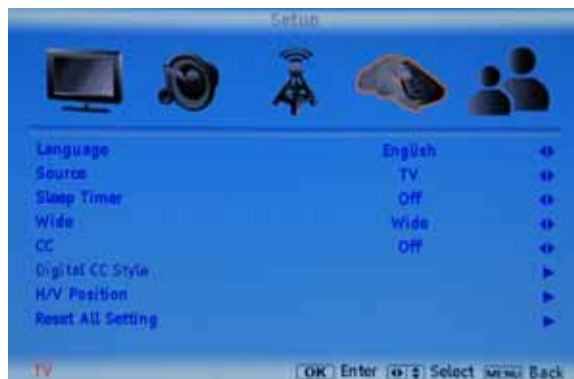 Setup
Language English
Source TV
Sleep Timer Off
Wide Wide
CC Off
Digital CC Style
H/V Position
Reset All Setting
TV OK Enter Select MENU Back